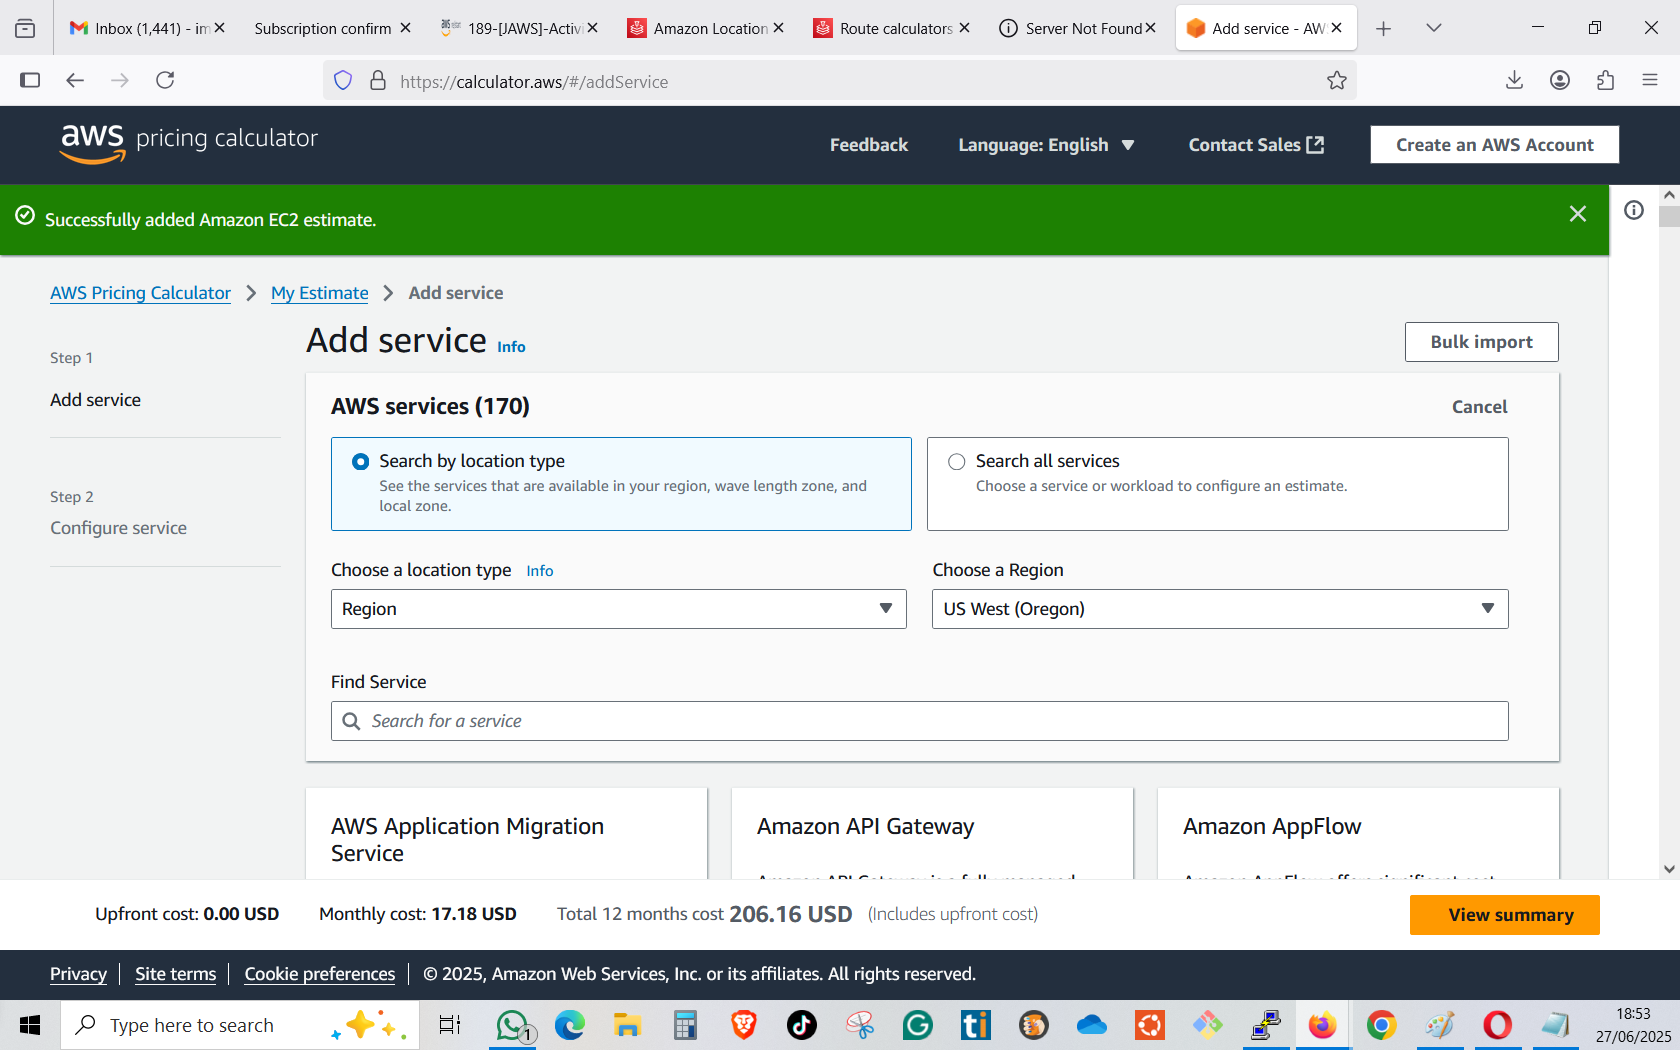 Inbox (1,441) - im
Subscription confirm
189-[JAWS]-Activi
Amazon Location
Route calculators
Server Not Found
Add service - AW
https://calculator.aws/#/addService
aws pricing calculator
Feedback
Language: English
Contact Sales
Create an AWS Account
Successfully added Amazon EC2 estimate.
AWS Pricing Calculator
My Estimate
Add service
Step 1
Add service
Step 2
Configure service
Add service Info
Bulk import
AWS services (170)
Cancel
Search by location type
See the services that are available in your region, wave length zone, and
local zone.
Search all services
Choose a service or workload to configure an estimate.
Choose a location type Info
Region
Choose a Region
US West (Oregon)
Find Service
Search for a service
AWS Application Migration
Service
Amazon API Gateway
Amazon AppFlow
Upfront cost: 0.00 USD
Monthly cost: 17.18 USD
Total 12 months cost 206.16 USD (Includes upfront cost)
View summary
Privacy
Site terms
Cookie preferences
© 2025, Amazon Web Services, Inc. or its affiliates. All rights reserved.
Type here to search
1
18:53
27/06/2025